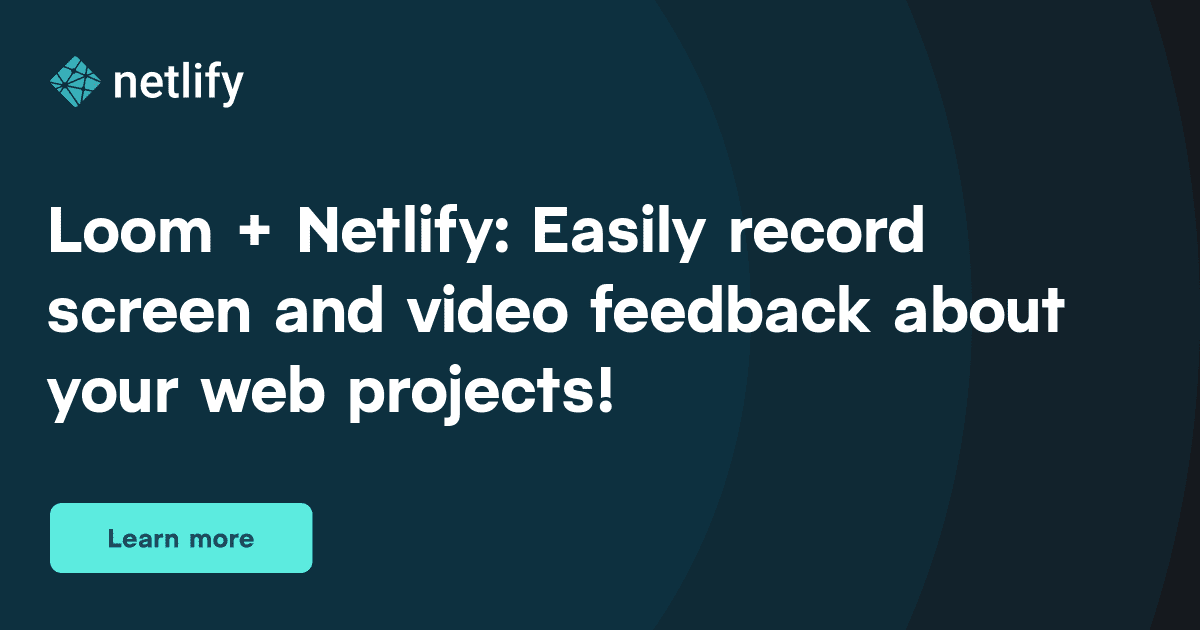 netlify
Loom + Netlify: Easily record
screen and video feedback about
your web projects!
Learn more